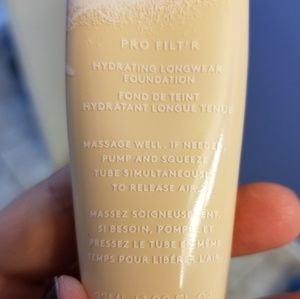 PRO FILT'R
HYDRATING LONGWEAR
FOUNDATION
FOND DE TEINT
HYDRATANT LONGUE TENUE
MASSAGE WELL. IF NEEDED,
PUMP AND SQUEEZE
TUBE SIMULTANEOUSLY
TO RELEASE AIR.
MASSEZ SOIGNEUSEMENT,
SI BESOIN, POMPEZ ET
PRESSEZ LE TUBE EN MÊME
TEMPS POUR LIBÉRER L'AIR.